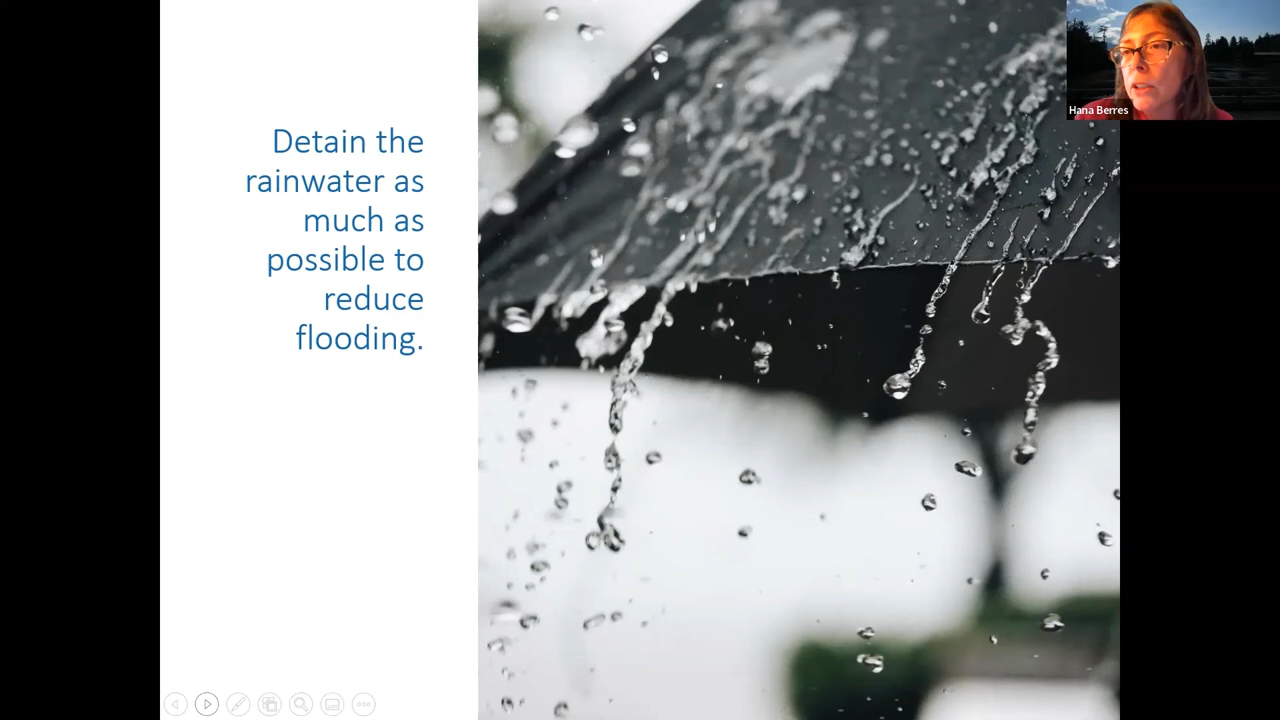 Detain the
rainwater as
much as
possible to
reduce
flooding.
Hana Berres